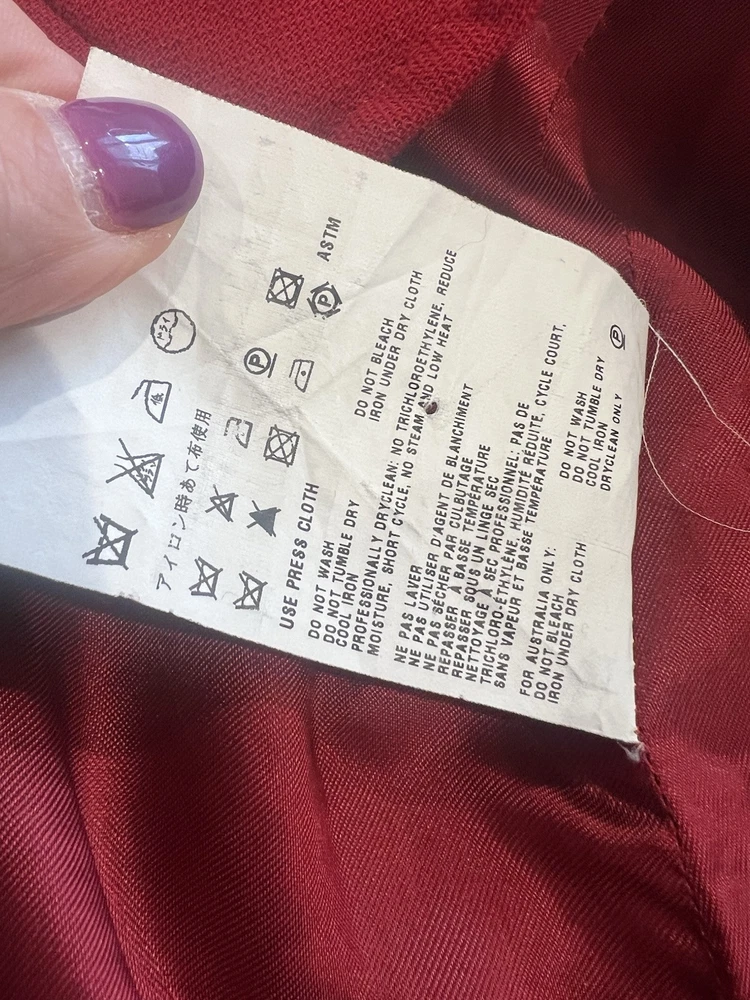 ドライ
低
アイロン時あて布使用
P
P
ASTM
USE PRESS CLOTH
DO NOT WASH
DO NOT BLEACH
DO NOT TUMBLE DRY
IRON UNDER DRY CLOTH
COOL IRON
PROFESSIONALLY DRYCLEAN: NO TRICHLOROETHYLENE, REDUCE
MOISTURE, SHORT CYCLE, NO STEAM AND LOW HEAT
NE PAS LAVER
NE PAS UTILISER D'AGENT DE BLANCHIMENT
NE PAS SÉCHER PAR CULBUTAGE
REPASSER À BASSE TEMPÉRATURE
REPASSER SOUS UN LINGE SEC
NETTOYAGE À SEC PROFESSIONNEL: PAS DE
TRICHLORO-ÉTHYLÈNE, HUMIDITÉ RÉDUITE, CYCLE COURT,
SANS VAPEUR ET BASSE TEMPÉRATURE
FOR AUSTRALIA ONLY:
DO NOT WASH
DO NOT BLEACH
DO NOT TUMBLE DRY
IRON UNDER DRY CLOTH
COOL IRON
DRYCLEAN ONLY
P